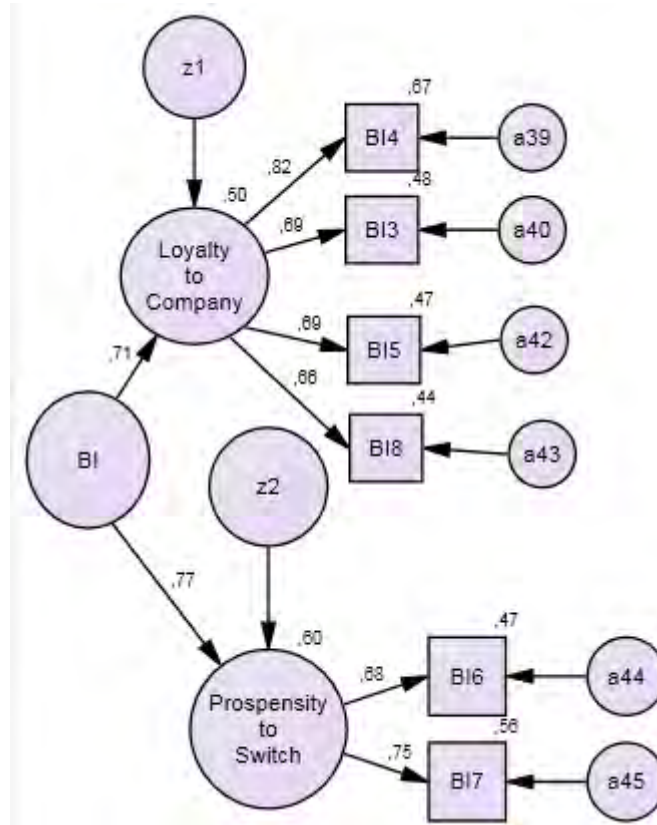 z1
,67
BI4
a39
,82
,50
,48
,69
BI3
a40
Loyalty
to
Company
,47
,69
BI5
a42
,71
,66
,44
BI8
a43
BI
z2
,77
,60
,47
,68
BI6
a44
Prospensity
to
Switch
,56
,75
BI7
a45